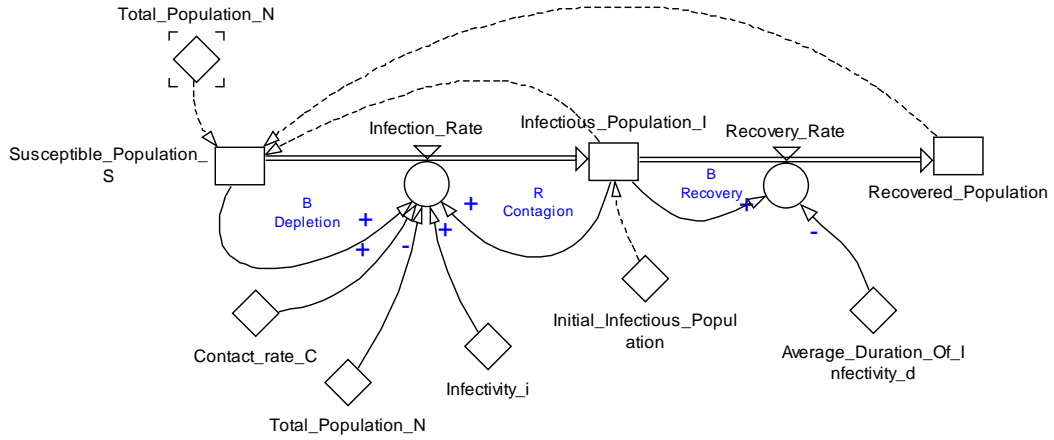 Total_Population_N
Infection_Rate
Infectious_Population_I
Recovery_Rate
Susceptible_Population_
S
Recovered_Population
B
Depletion
R
Contagion
B
Recovery
+
+
+
+
-
+
-
Contact_rate_C
Infectivity_i
Total_Population_N
Initial_Infectious_Popul
ation
Average_Duration_Of_I
nfectivity_d